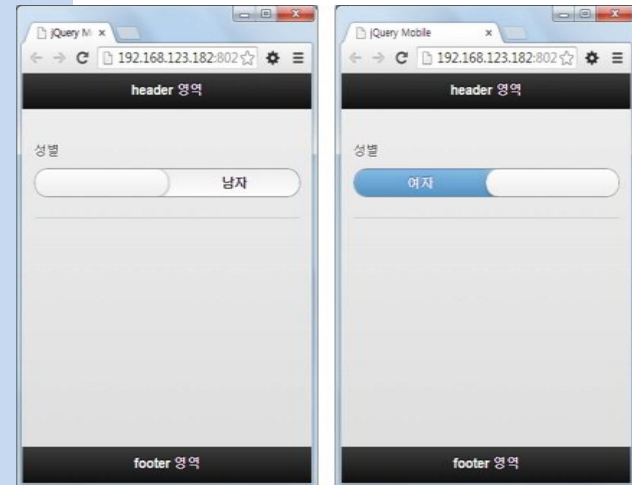 jQuery M
192.168.123.182:802
header 영역
성별
남자
footer 영역
jQuery Mobile
192.168.123.182:802
header 영역
성별
여자
footer 영역